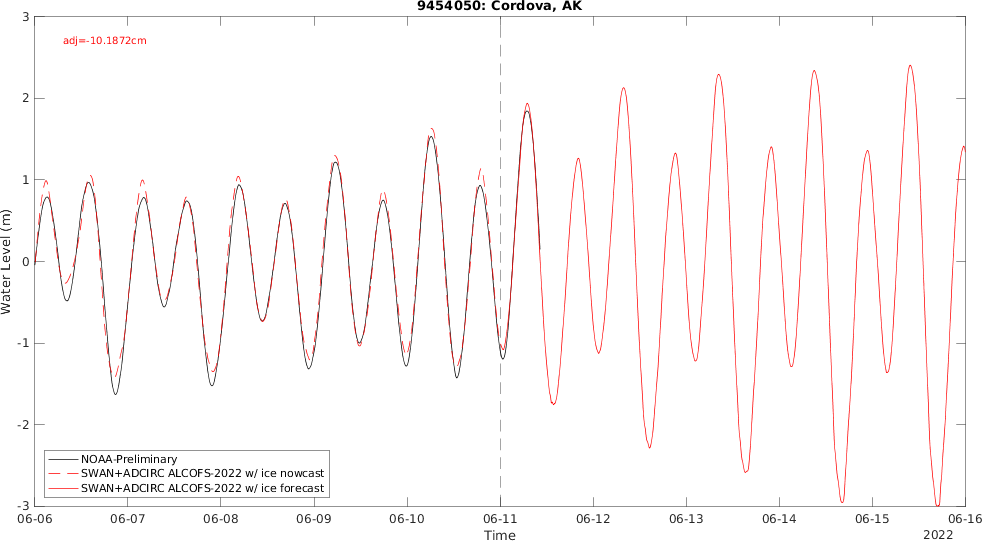 9454050: Cordova, AK
adj=-10.1872cm
3
2
1
0
-1
-2
-3
Water Level (m)
NOAA-Preliminary
SWAN+ADCIRC ALCOFS-2022 w/ ice nowcast
SWAN+ADCIRC ALCOFS-2022 w/ ice forecast
06-06 06-07 06-08 06-09 06-10 06-11 06-12 06-13 06-14 06-15 06-16
Time
2022